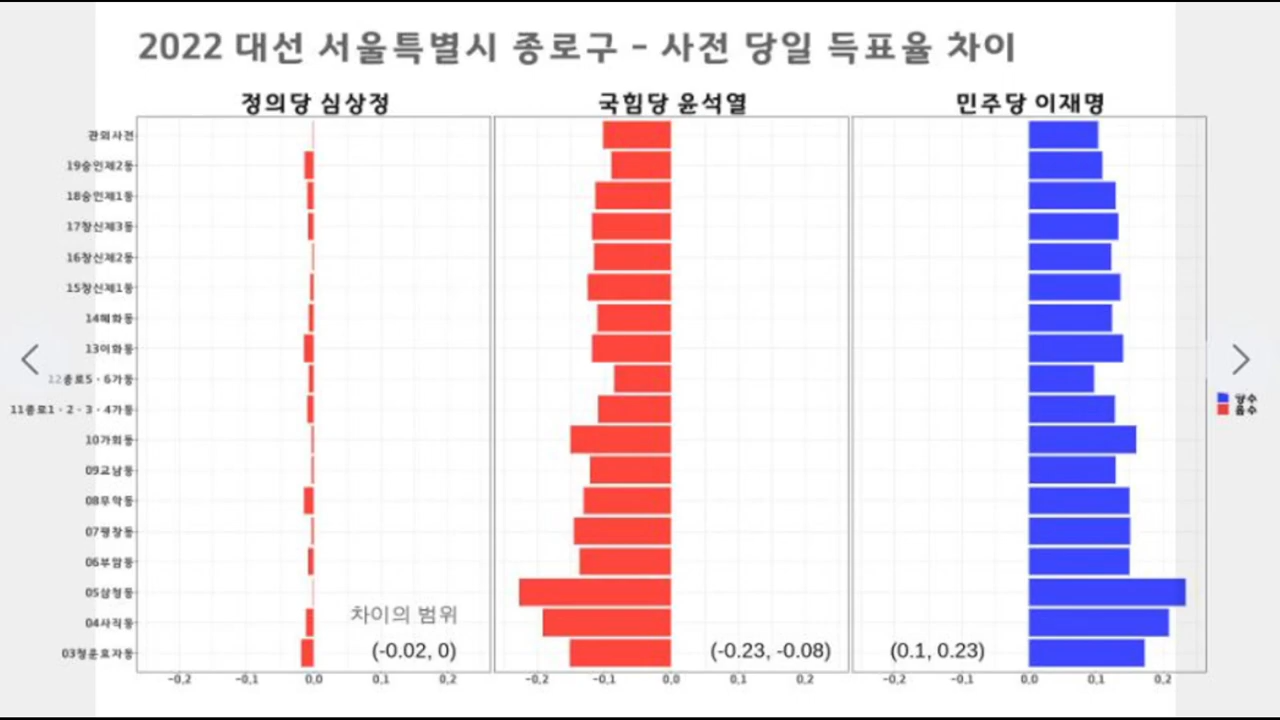 2022 대선 서울특별시 종로구 - 사전 당일 득표율 차이
정의당 심상정
국힘당 윤석열
민주당 이재명
관외사전
19숭인제2동
18숭인제1동
17창신제3동
16창신제2동
15창신제1동
14혜화동
13이화동
12종로5·6가동
11종로1·2·3·4가동
10가회동
09교남동
08무악동
07평창동
06부암동
05삼청동
04사직동
03청운효자동
차이의 범위
(-0.02, 0)
(-0.23, -0.08)
(0.1, 0.23)
양수
음수
-0.2 -0.1 0.0 0.1 0.2
-0.2 -0.1 0.0 0.1 0.2
-0.2 -0.1 0.0 0.1 0.2